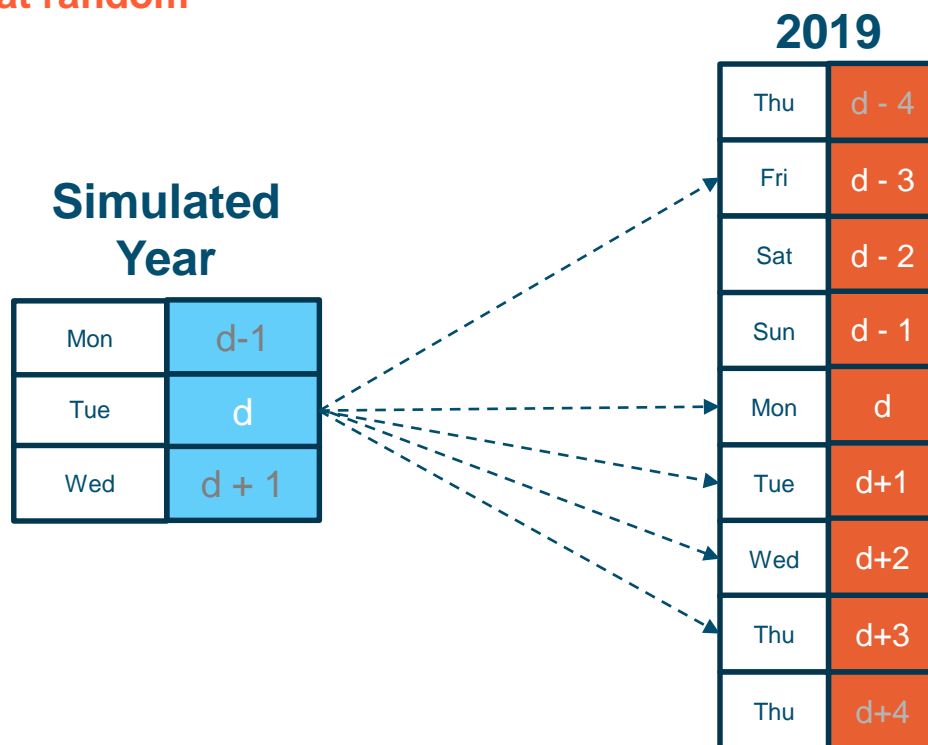 at random
2019
Simulated
Year
Mon d-1
Tue d
Wed d + 1
Thu d - 4
Fri d - 3
Sat d - 2
Sun d - 1
Mon d
Tue d+1
Wed d+2
Thu d+3
Thu d+4